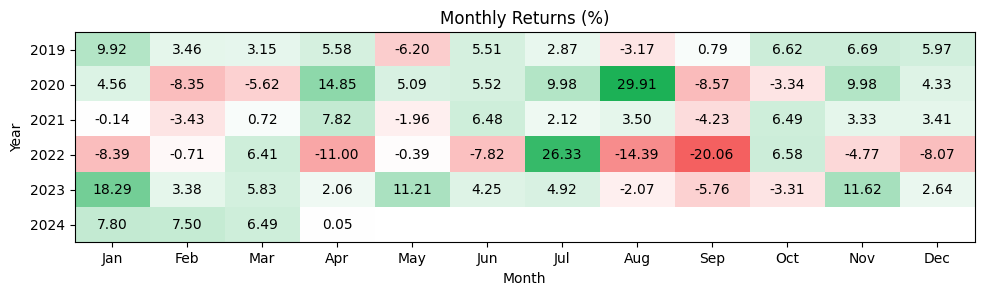 Monthly Returns (%)
Year
2019 9.92 3.46 3.15 5.58 -6.20 5.51 2.87 -3.17 0.79 6.62 6.69 5.97
2020 4.56 -8.35 -5.62 14.85 5.09 5.52 9.98 29.91 -8.57 -3.34 9.98 4.33
2021 -0.14 -3.43 0.72 7.82 -1.96 6.48 2.12 3.50 -4.23 6.49 3.33 3.41
2022 -8.39 -0.71 6.41 -11.00 -0.39 -7.82 26.33 -14.39 -20.06 6.58 -4.77 -8.07
2023 18.29 3.38 5.83 2.06 11.21 4.25 4.92 -2.07 -5.76 -3.31 11.62 2.64
2024 7.80 7.50 6.49 0.05
Jan Feb Mar Apr May Jun Jul Aug Sep Oct Nov Dec
Month